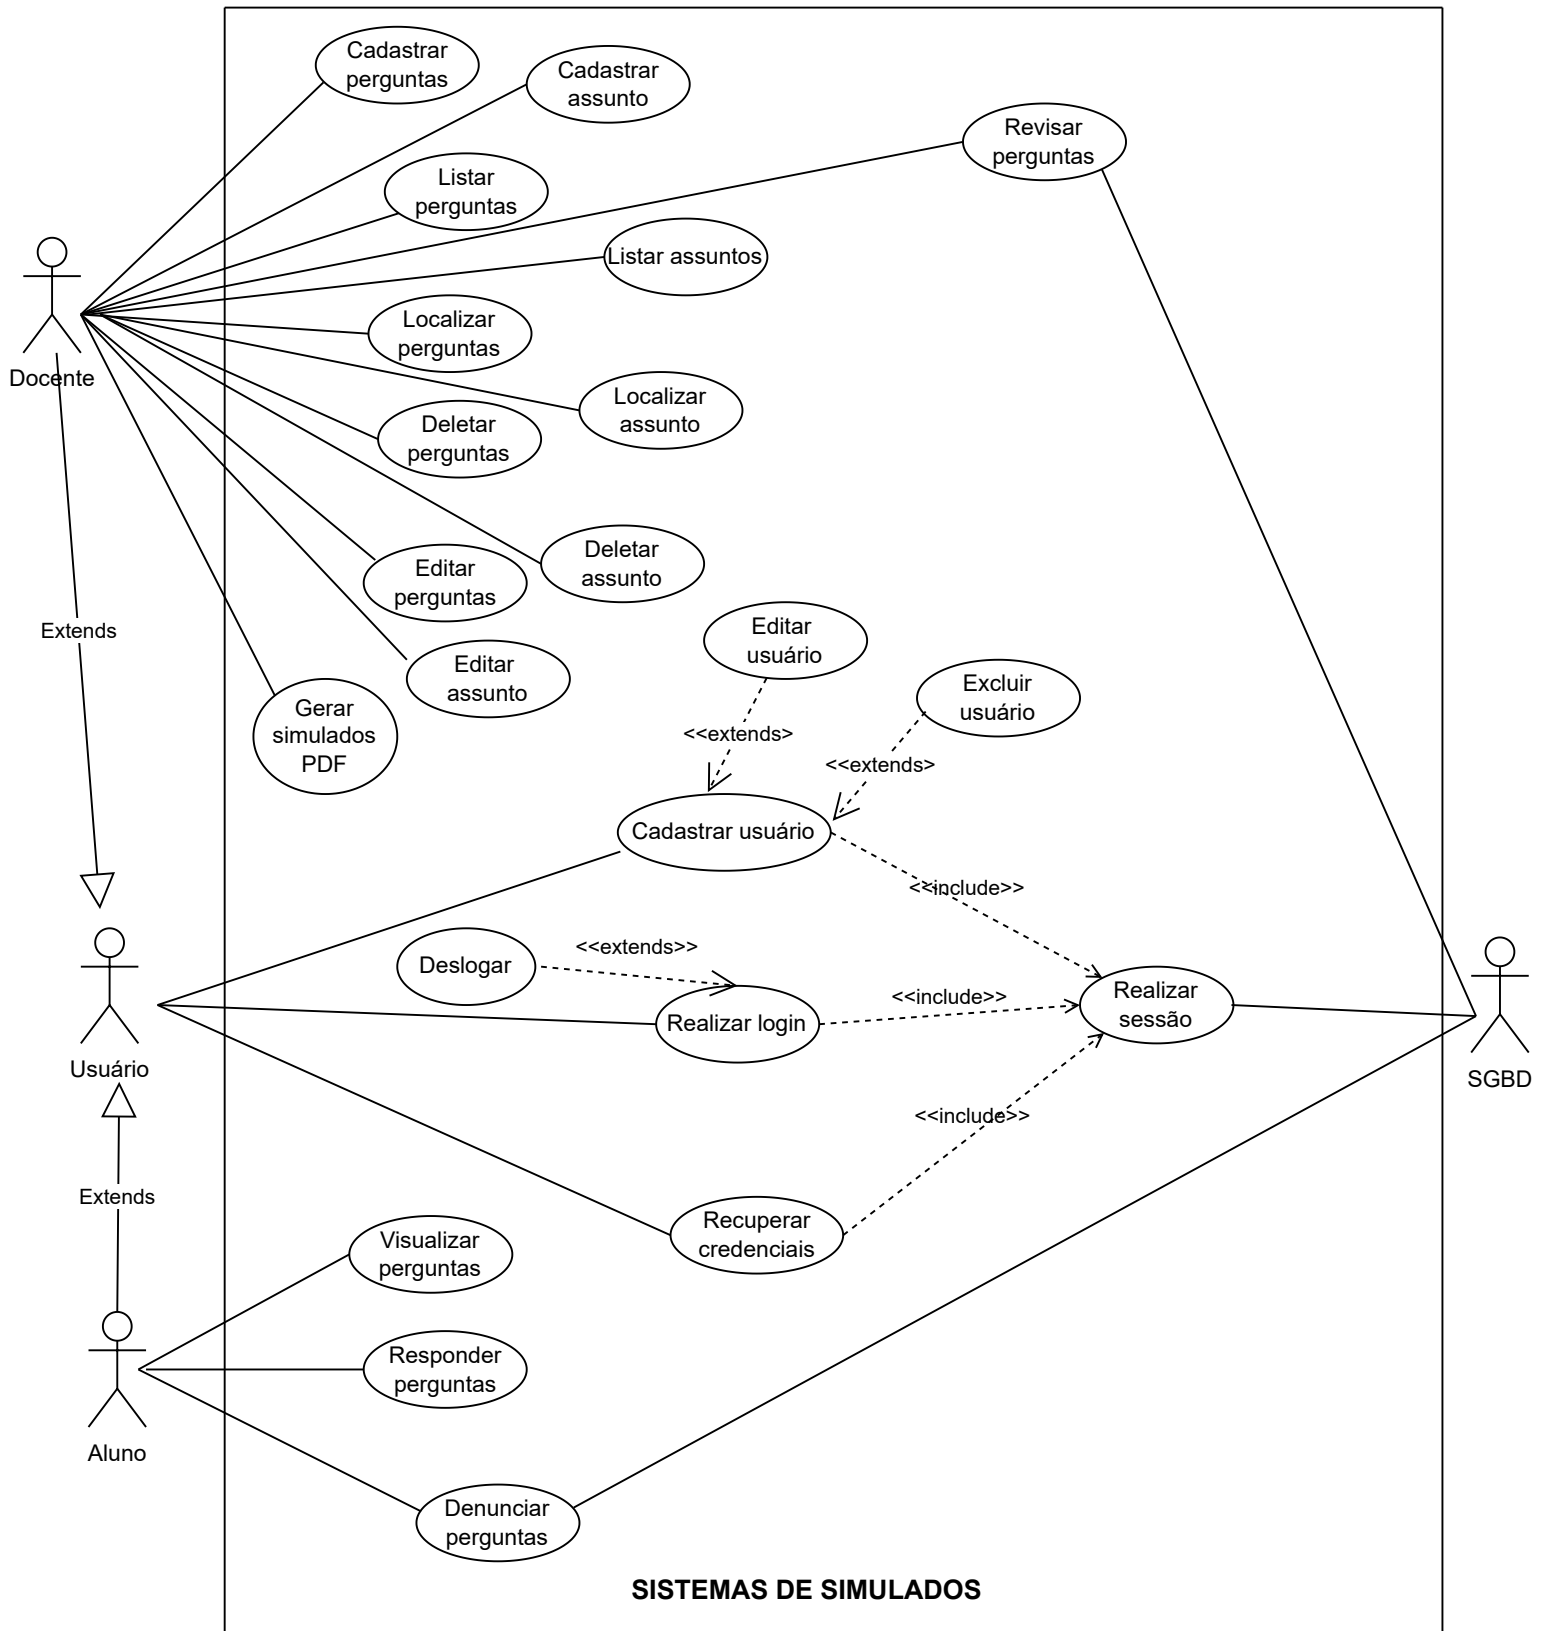 Cadastrar
perguntas
Cadastrar
assunto
Revisar
perguntas
Listar
perguntas
Listar assuntos
Localizar
perguntas
Docente
Localizar
assunto
Deletar
perguntas
Deletar
assunto
Editar
perguntas
Extends
Editar
usuário
Editar
assunto
Excluir
usuário
Gerar
simulados
PDF
<<extends>
<<extends>
Cadastrar usuário
<<include>>
<<extends>>
Deslogar
<<include>>
Realizar
sessão
Realizar login
Usuário
SGBD
<<include>>
Extends
Recuperar
credenciais
Visualizar
perguntas
Responder
perguntas
Aluno
Denunciar
perguntas
SISTEMAS DE SIMULADOS